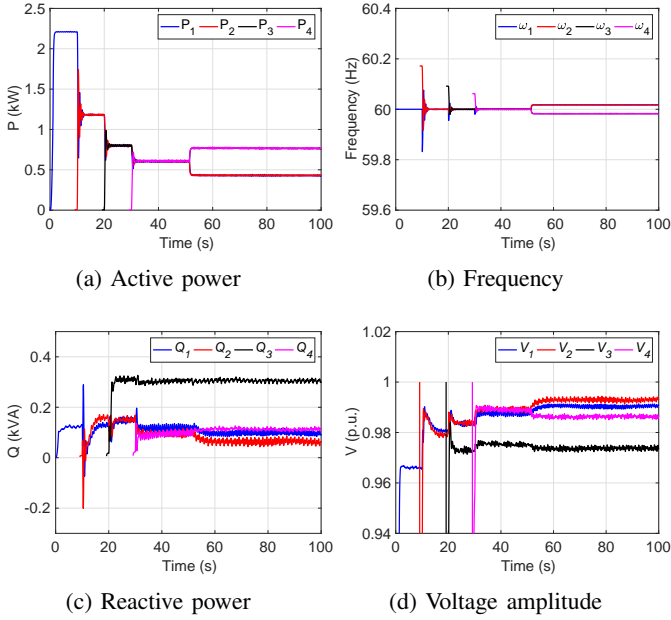 P₁ P₂ P₃ P₄
2.5
2
1.5
1
0.5
0
P (kW)
0 20 40 60 80 100
Time (s)
(a) Active power
ω₁ ω₂ ω₃ ω₄
60.4
60.2
60
59.8
59.6
Frequency (Hz)
0 20 40 60 80 100
Time (s)
(b) Frequency
Q₁ Q₂ Q₃ Q₄
0.4
0.2
0
-0.2
Q (kVA)
0 20 40 60 80 100
Time (s)
(c) Reactive power
V₁ V₂ V₃ V₄
1.02
1
0.98
0.96
0.94
V (p.u.)
0 20 40 60 80 100
Time (s)
(d) Voltage amplitude